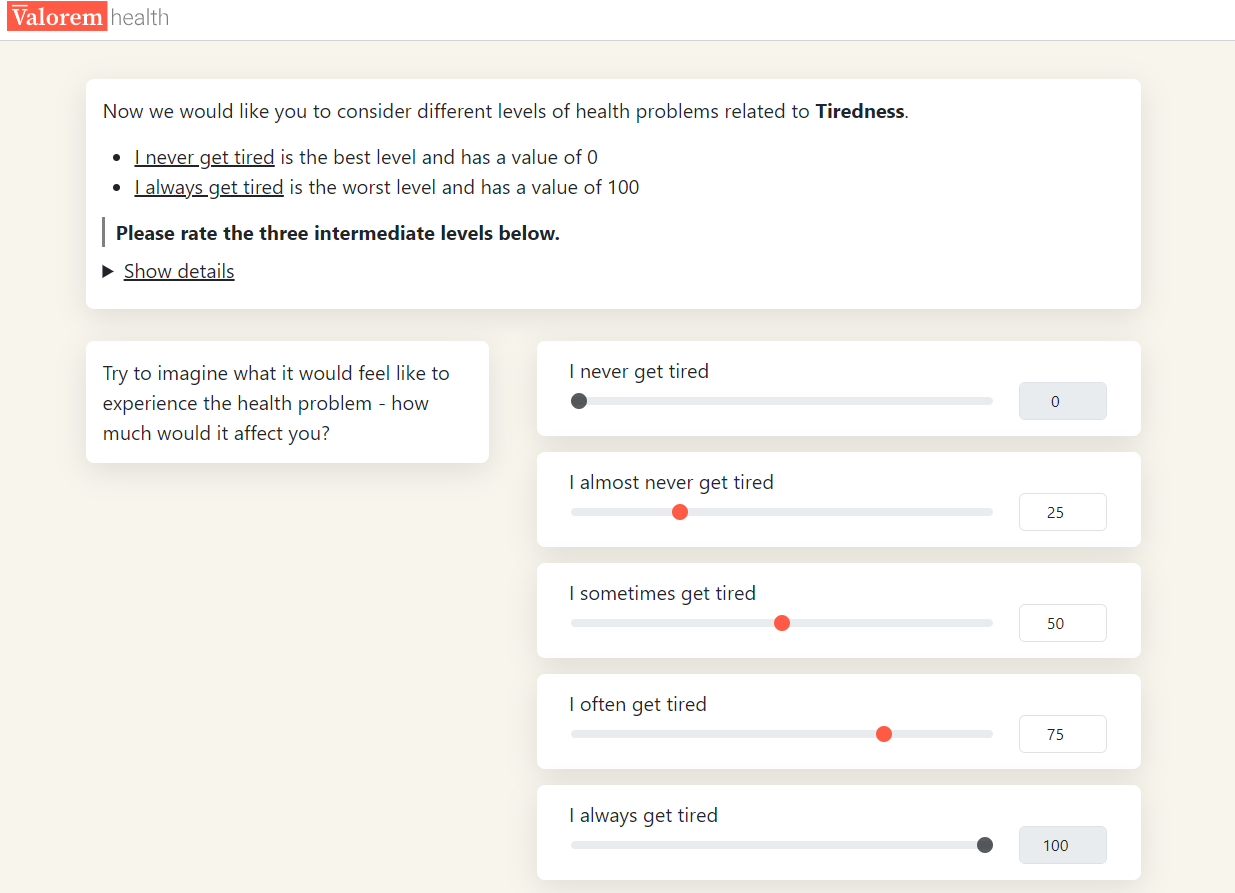 Valorem health
Now we would like you to consider different levels of health problems related to Tiredness.
• I never get tired is the best level and has a value of 0
• I always get tired is the worst level and has a value of 100
Please rate the three intermediate levels below.
▶ Show details
Try to imagine what it would feel like to
experience the health problem - how
much would it affect you?
I never get tired
0
I almost never get tired
25
I sometimes get tired
50
I often get tired
75
I always get tired
100